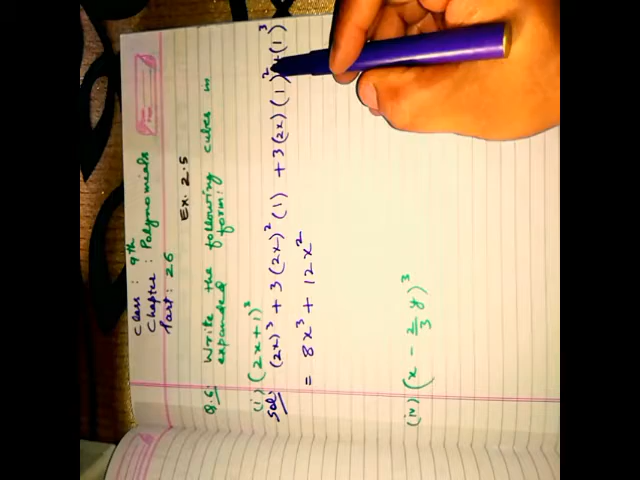 Class: 9th
Chapter: Polynomials
Part: 26
Ex. 2.5
Q.6: Write the following cubes in
expanded form:
(i) (2x+1)³
Sol: (2x)³ + 3(2x)²(1) + 3(2x)(1)² + (1)³
= 8x³ + 12x²
(iv) (x - 2/3 y)³